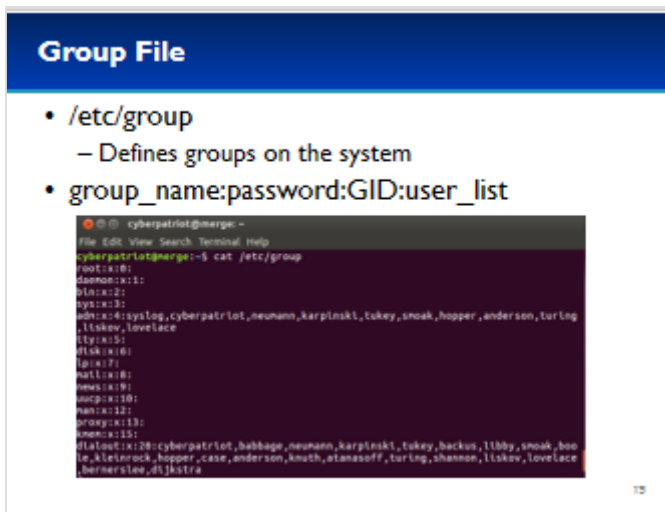 Group File
• /etc/group
– Defines groups on the system
• group_name:password:GID:user_list
cyberpatriot@merge: ~
File Edit View Search Terminal Help
cyberpatriot@merge:~$ cat /etc/group
root:x:0:
daemon:x:1:
bin:x:2:
sys:x:3:
adm:x:4:syslog,cyberpatriot,neumann,karpinski,tukey,smoak,hopper,anderson,turing
,liskov,lovelace
tty:x:5:
disk:x:6:
lp:x:7:
mail:x:8:
news:x:9:
uucp:x:10:
man:x:12:
proxy:x:13:
kmem:x:15:
dialout:x:20:cyberpatriot,babbage,neumann,karpinski,tukey,backus,libby,smoak,boo
le,kleinrock,hopper,case,anderson,knuth,atanasoff,turing,shannon,liskov,lovelace
,bernerslee,dijkstra